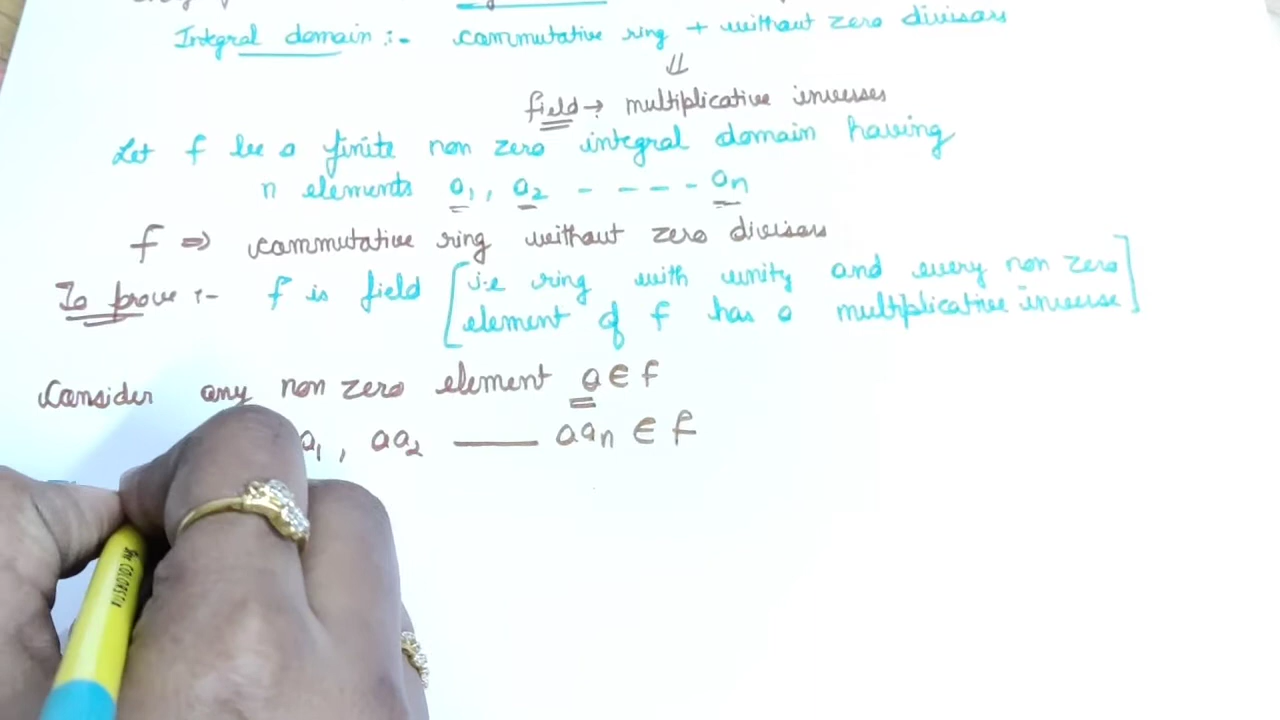 Integral domain :- commutative ring + without zero divisors
⇓
field → multiplicative inverses
Let f be a finite non zero integral domain having
n elements a₁, a₂ - - - - - aₙ
f ⇒ commutative ring without zero divisors
To prove :- f is field [i.e ring with unity and every non zero
element of f has a multiplicative inverse]
Consider any non zero element a ∈ f
a₁, aa₂ —— aaₙ ∈ f